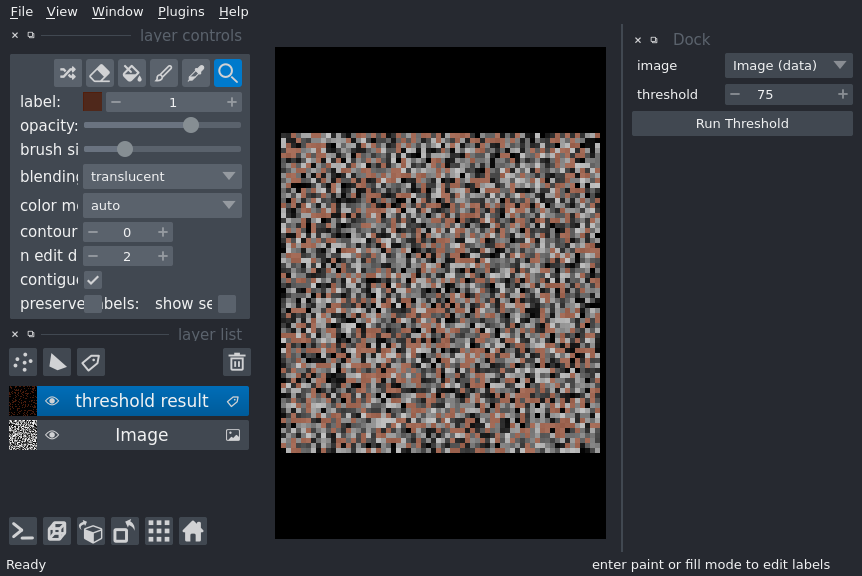 File View Window Plugins Help
layer controls
label: 1
opacity:
brush si
blending translucent
color m auto
contour 0
n edit d 2
contigu
preserve bels: show se
layer list
threshold result
Image
Ready
Dock
image Image (data)
threshold 75
Run Threshold
enter paint or fill mode to edit labels